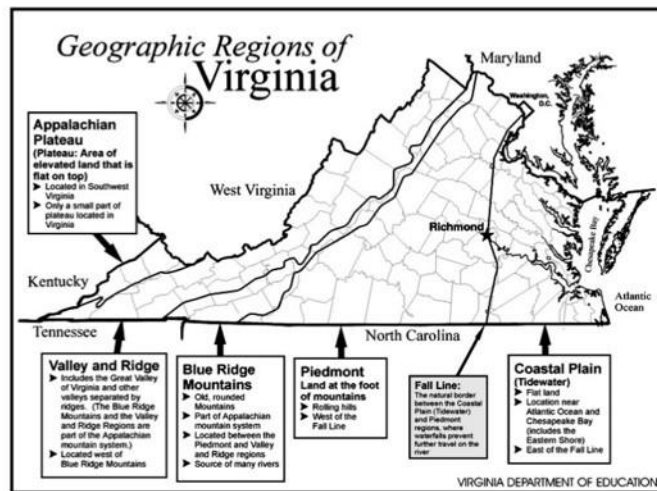 Geographic Regions of
Virginia
Maryland
Washington,
D.C.
Appalachian
Plateau
(Plateau: Area of
elevated land that is
flat on top)
➤ Located in Southwest
Virginia
➤ Only a small part of
plateau located in
Virginia
West Virginia
Richmond
Chesapeake Bay
Kentucky
Atlantic
Ocean
Tennessee
North Carolina
Valley and Ridge
➤ Includes the Great Valley
of Virginia and other
valleys separated by
ridges. (The Blue Ridge
Mountains and the Valley
and Ridge Regions are
part of the Appalachian
mountain system.)
➤ Located west of
Blue Ridge Mountains
Blue Ridge
Mountains
➤ Old, rounded
Mountains
➤ Part of Appalachian
mountain system
➤ Located between the
Piedmont and Valley
and Ridge regions
➤ Source of many rivers
Piedmont
Land at the foot
of mountains
➤ Rolling hills
➤ West of the
Fall Line
Fall Line:
The natural border
between the Coastal
Plain (Tidewater)
and Piedmont
regions, where
waterfalls prevent
further travel on the
river
Coastal Plain
(Tidewater)
➤ Flat land
➤ Location near
Atlantic Ocean and
Chesapeake Bay
(includes the
Eastern Shore)
➤ East of the Fall Line
VIRGINIA DEPARTMENT OF EDUCATION